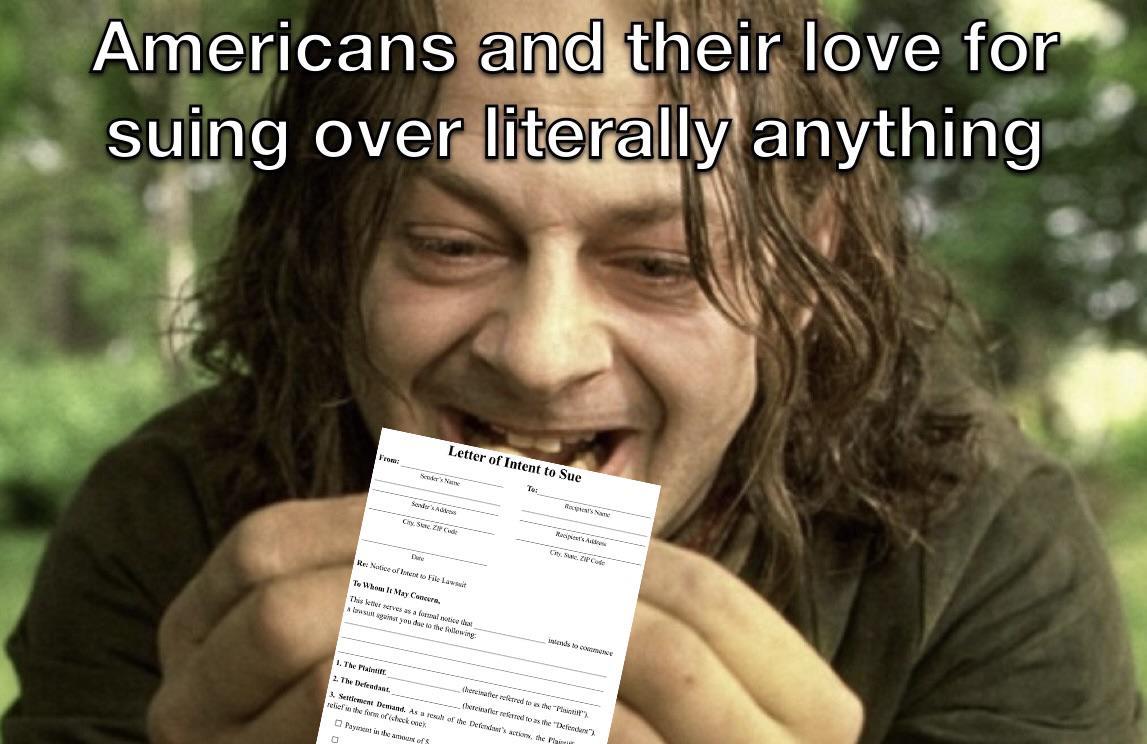 Americans and their love for
suing over literally anything
Letter of Intent to Sue
From:
To:
Sender's Name
Recipient's Name
Sender's Address
Recipient's Address
City, State, ZIP Code
City, State, ZIP Code
Date
Re: Notice of Intent to File Lawsuit
To Whom It May Concern,
This letter serves as a formal notice that intends to commence
a lawsuit against you due to the following:
1. The Plaintiff. (hereinafter referred to as the "Plaintiff").
2. The Defendant. (hereinafter referred to as the "Defendant").
3. Settlement Demand. As a result of the Defendant's actions, the
relief in the form of (check one):
☐ Payment in the amount of $
☐